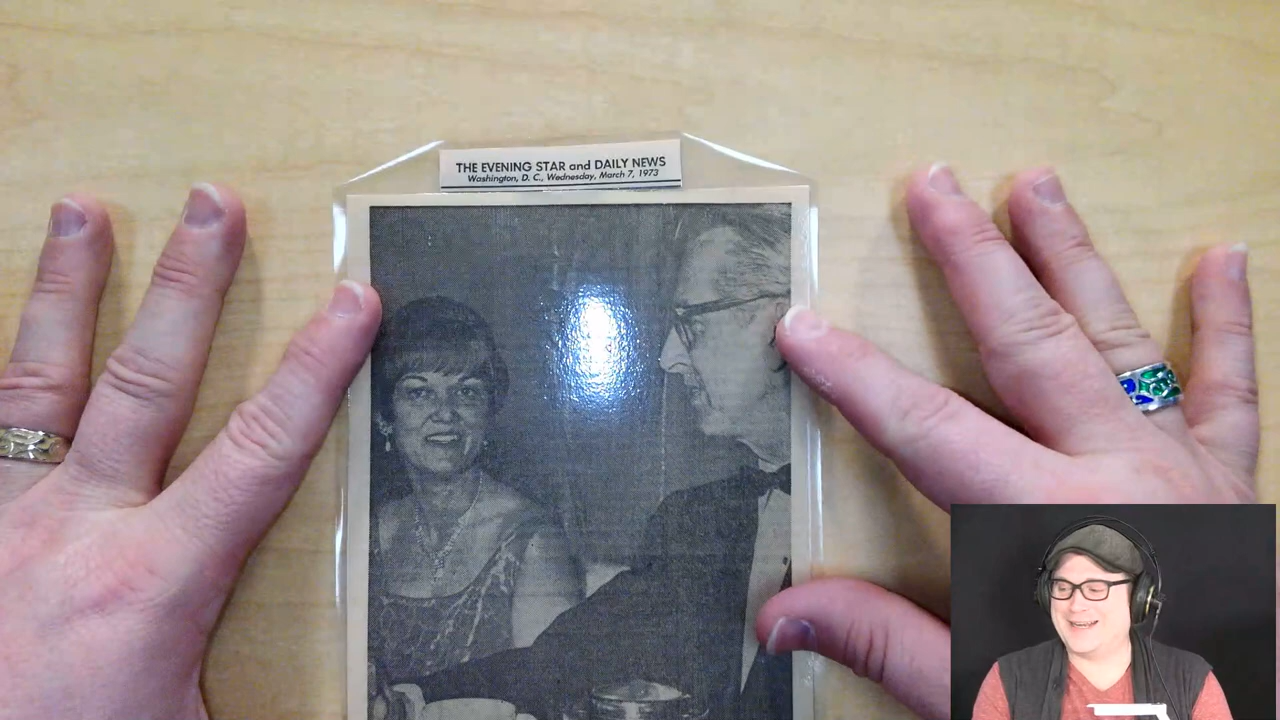 THE EVENING STAR and DAILY NEWS
Washington, D. C., Wednesday, March 7, 1973